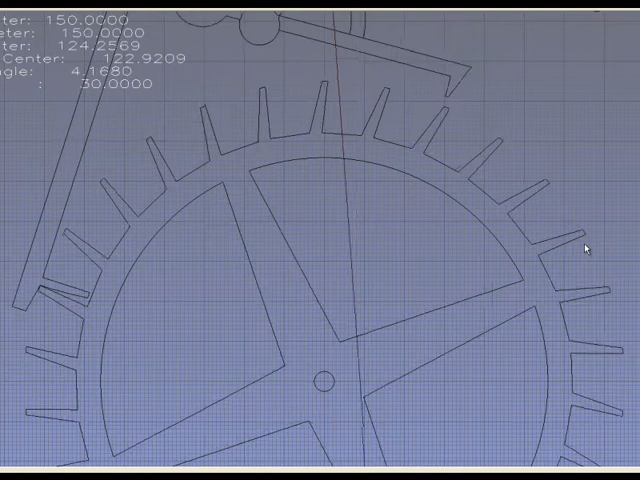 ter: 150.0000
eter: 150.0000
ter: 124.2569
Center: 122.9209
ngle: 4.1680
: 30.0000